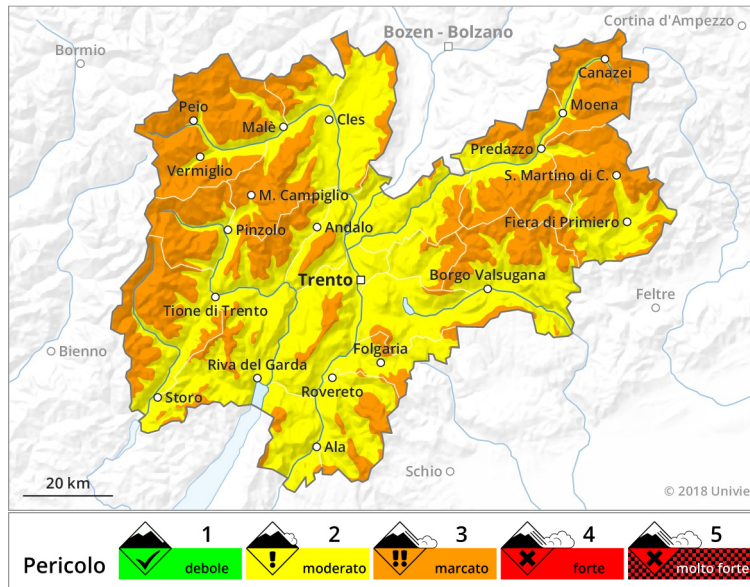 Cortina d'Ampezzo
Bozen - Bolzano
Bormio
Canazei
Peio
Moena
Malè
Cles
Predazzo
Vermiglio
S. Martino di C.
M. Campiglio
Fiera di Primiero
Pinzolo
Andalo
Trento
Borgo Valsugana
Feltre
Tione di Trento
Bienno
Folgaria
Riva del Garda
Rovereto
Storo
Ala
Schio
20 km
© 2018 Univie
Pericolo
1
debole
2
moderato
3
marcato
4
forte
5
molto forte